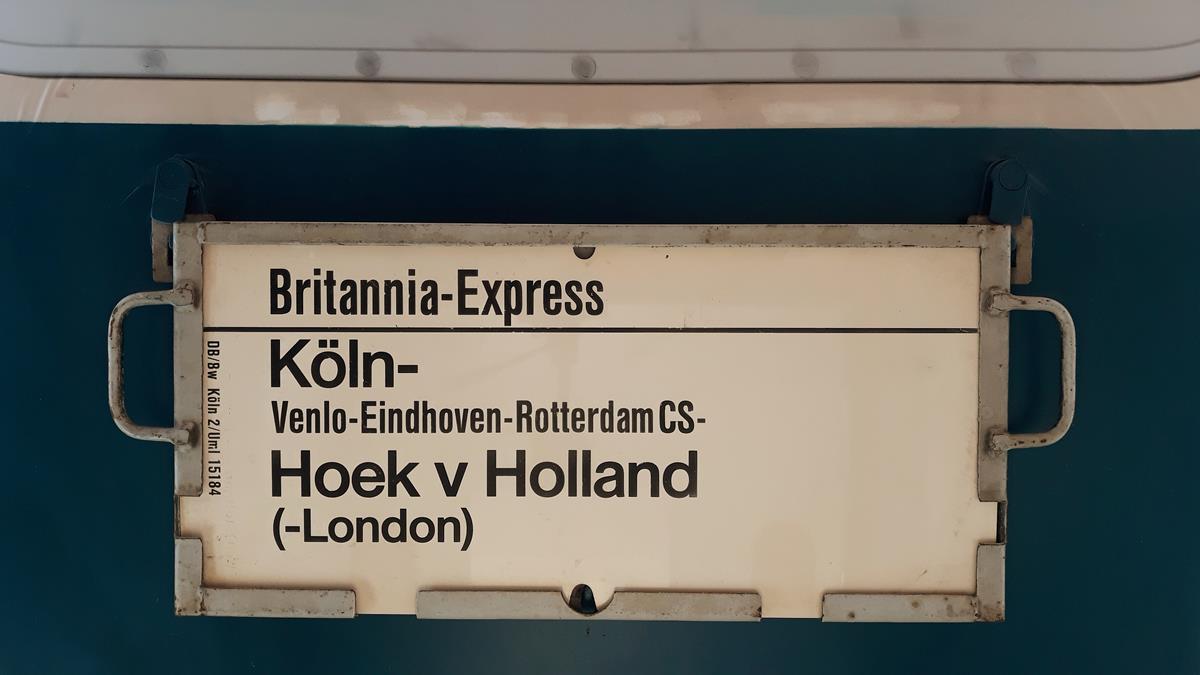 Britannia-Express
Köln-
Venlo-Eindhoven-Rotterdam CS-
Hoek v Holland
(-London)
DB/Bw Köln 2/Uml 15184